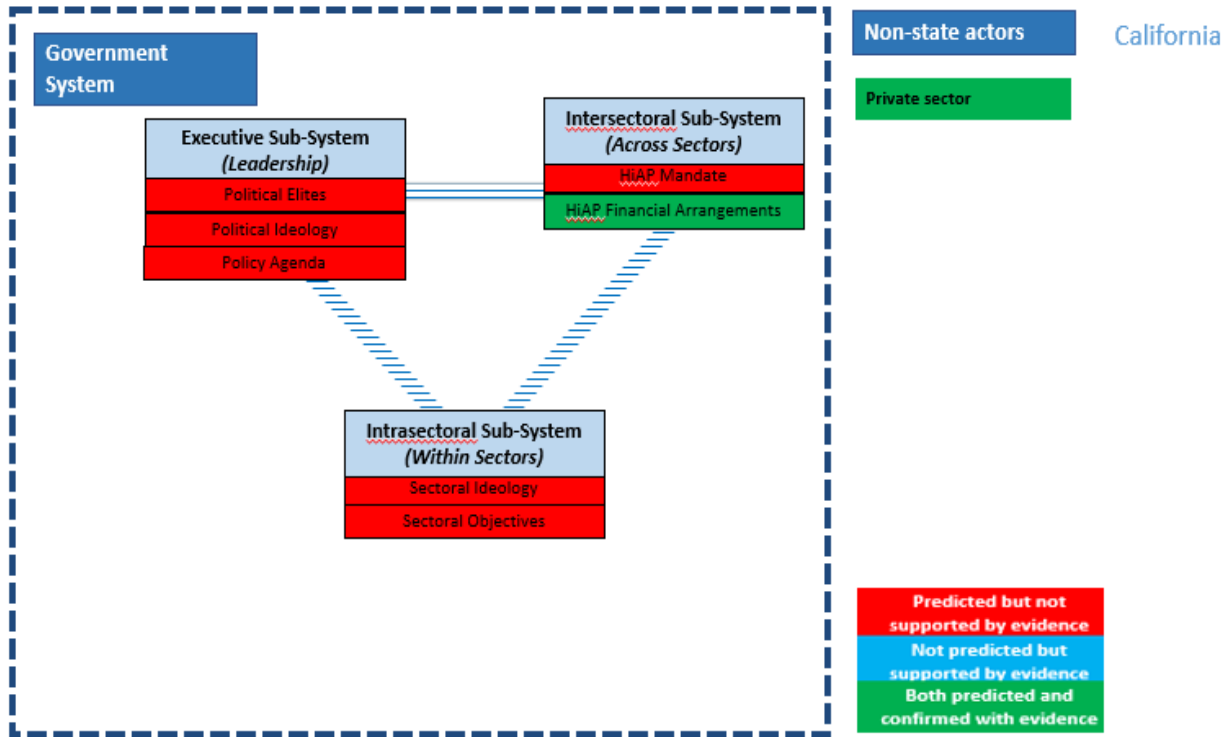 Government
System
Executive Sub-System
(Leadership)
Political Elites
Political Ideology
Policy Agenda
Intersectoral Sub-System
(Across Sectors)
HiAP Mandate
HiAP Financial Arrangements
Intrasectoral Sub-System
(Within Sectors)
Sectoral Ideology
Sectoral Objectives
Non-state actors
California
Private sector
Predicted but not
supported by evidence
Not predicted but
supported by evidence
Both predicted and
confirmed with evidence